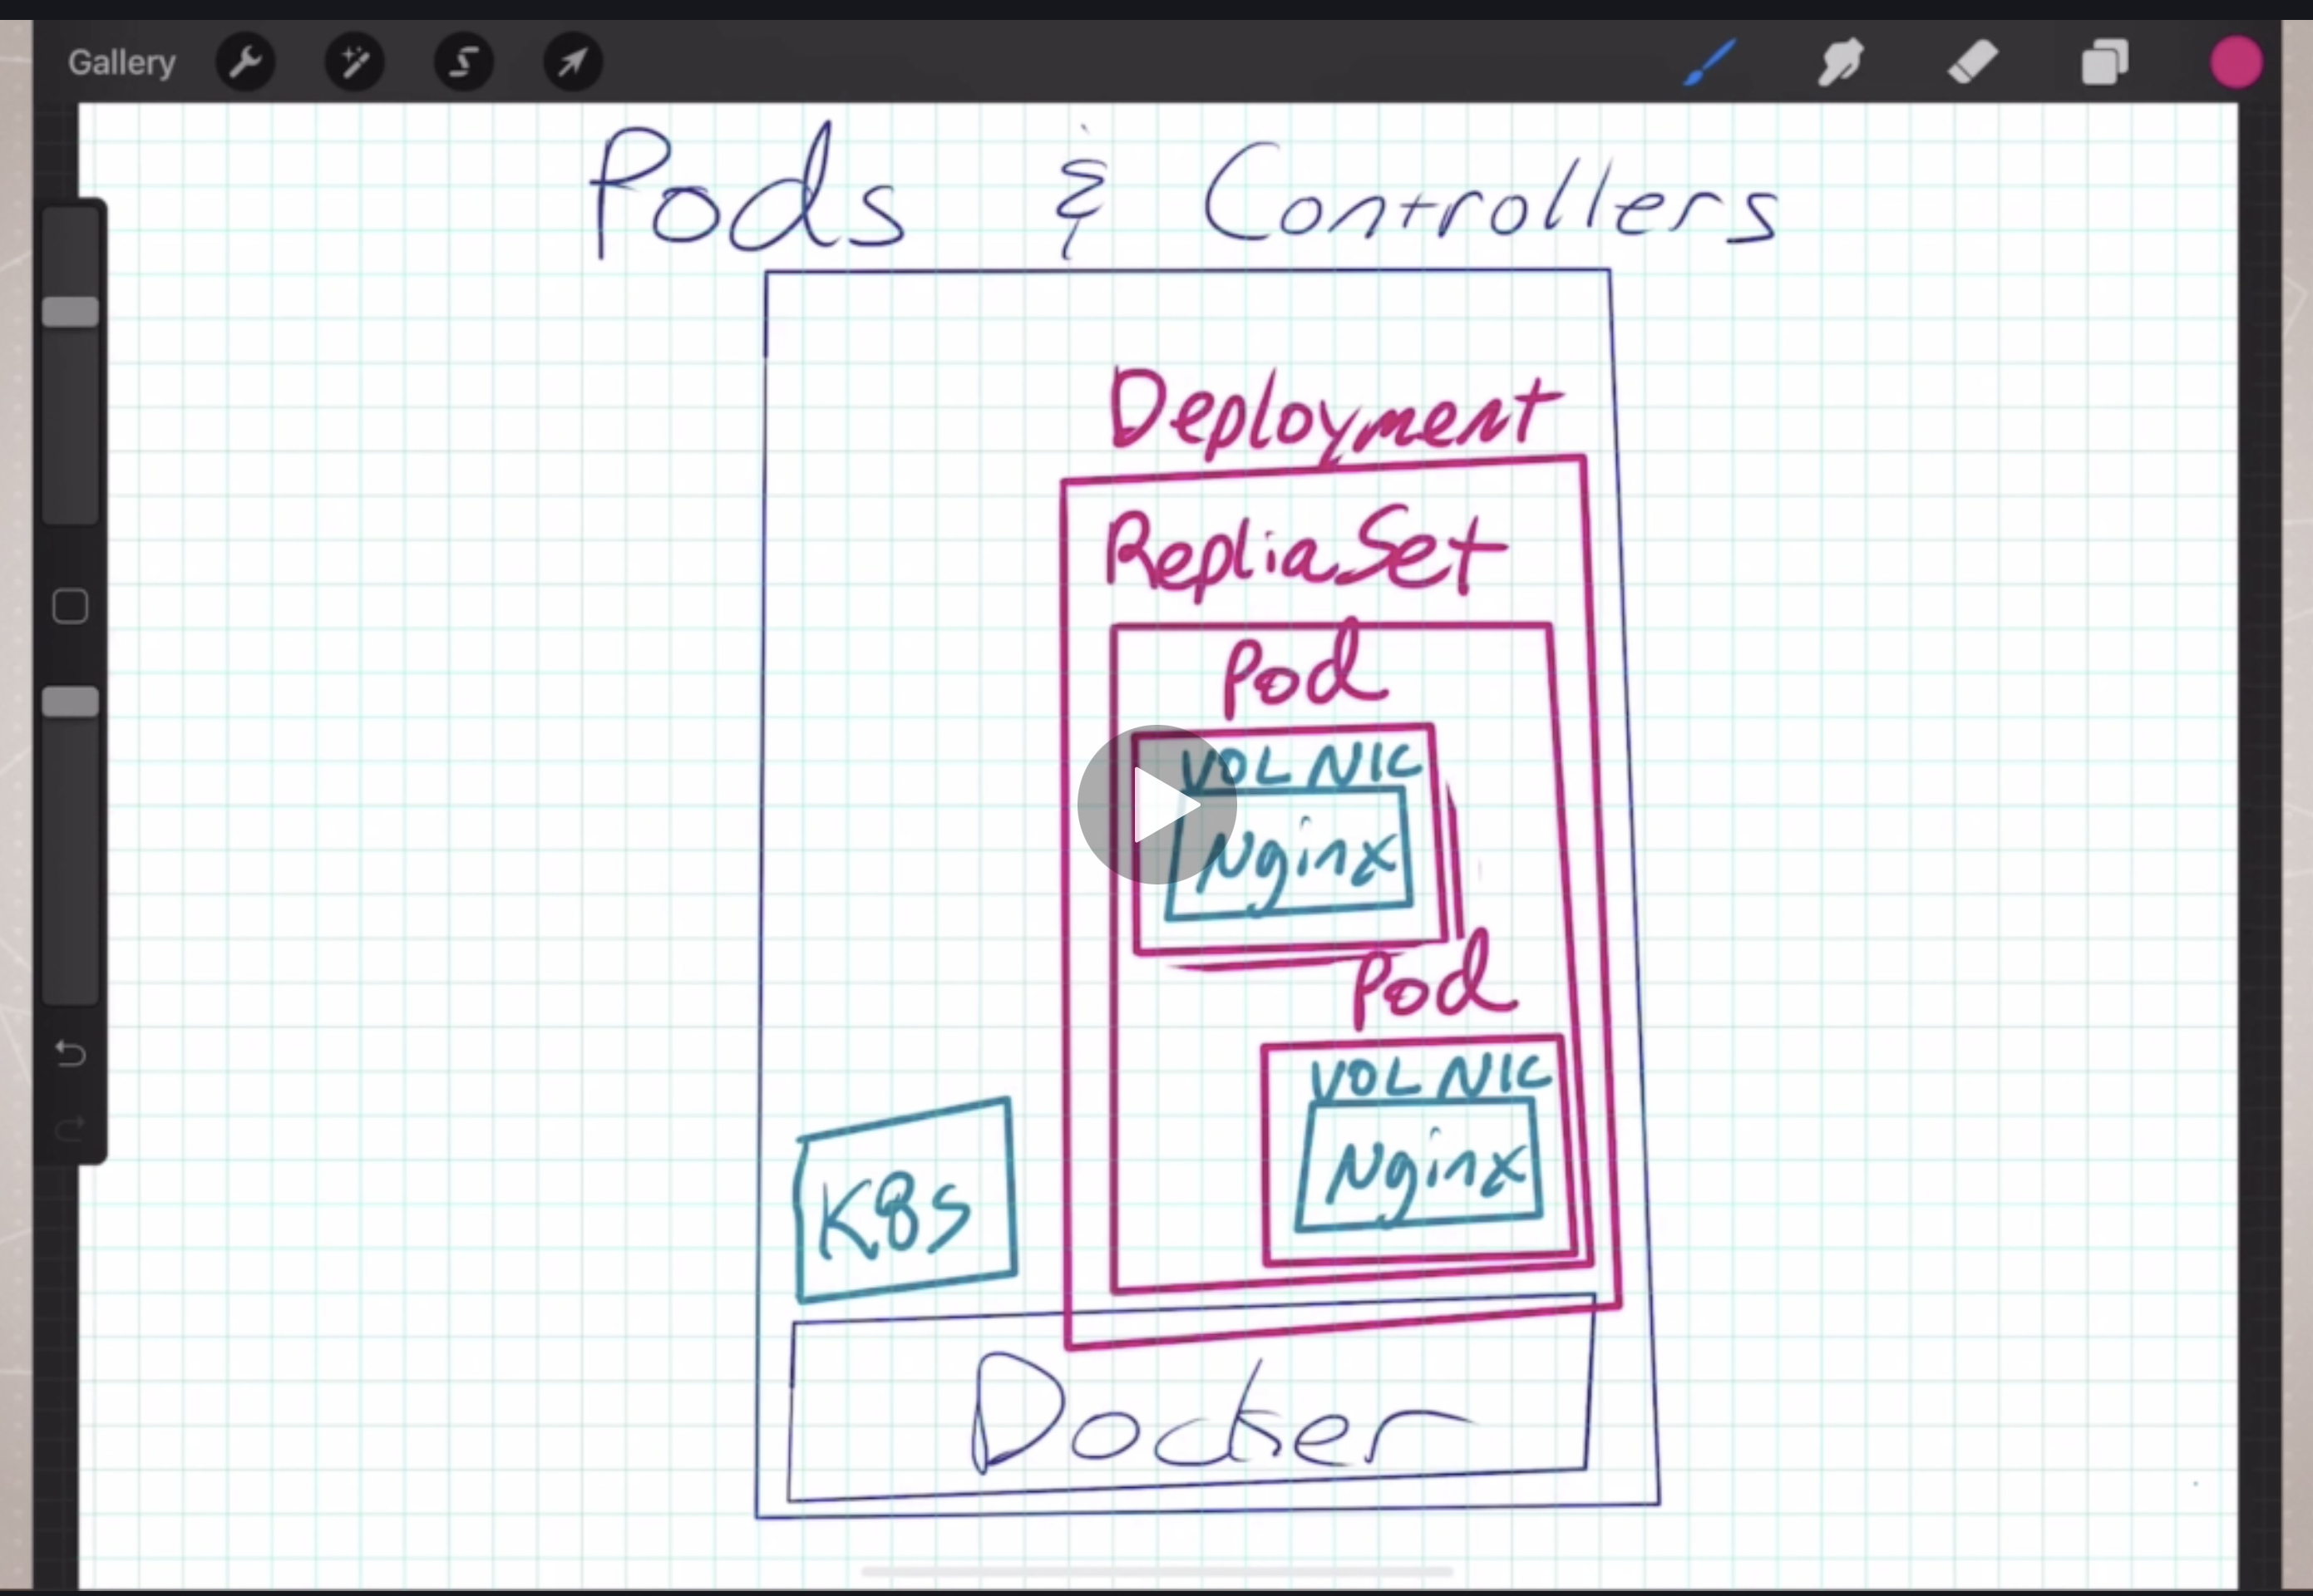 Gallery
Pods & Controllers
Deployment
RepliaSet
Pod
VOL NIC
Nginx
Pod
VOL NIC
Nginx
K8s
Docker